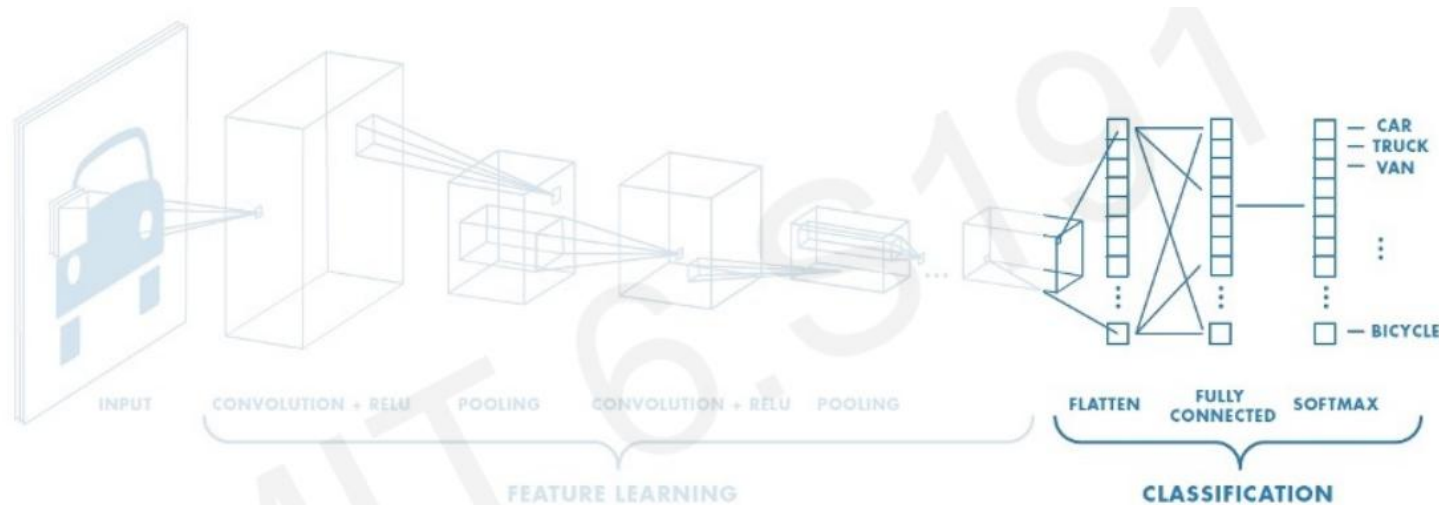 MIT 6.S191
CAR
TRUCK
VAN
BICYCLE
INPUT
CONVOLUTION + RELU
POOLING
CONVOLUTION + RELU
POOLING
FLATTEN
FULLY
CONNECTED
SOFTMAX
FEATURE LEARNING
CLASSIFICATION